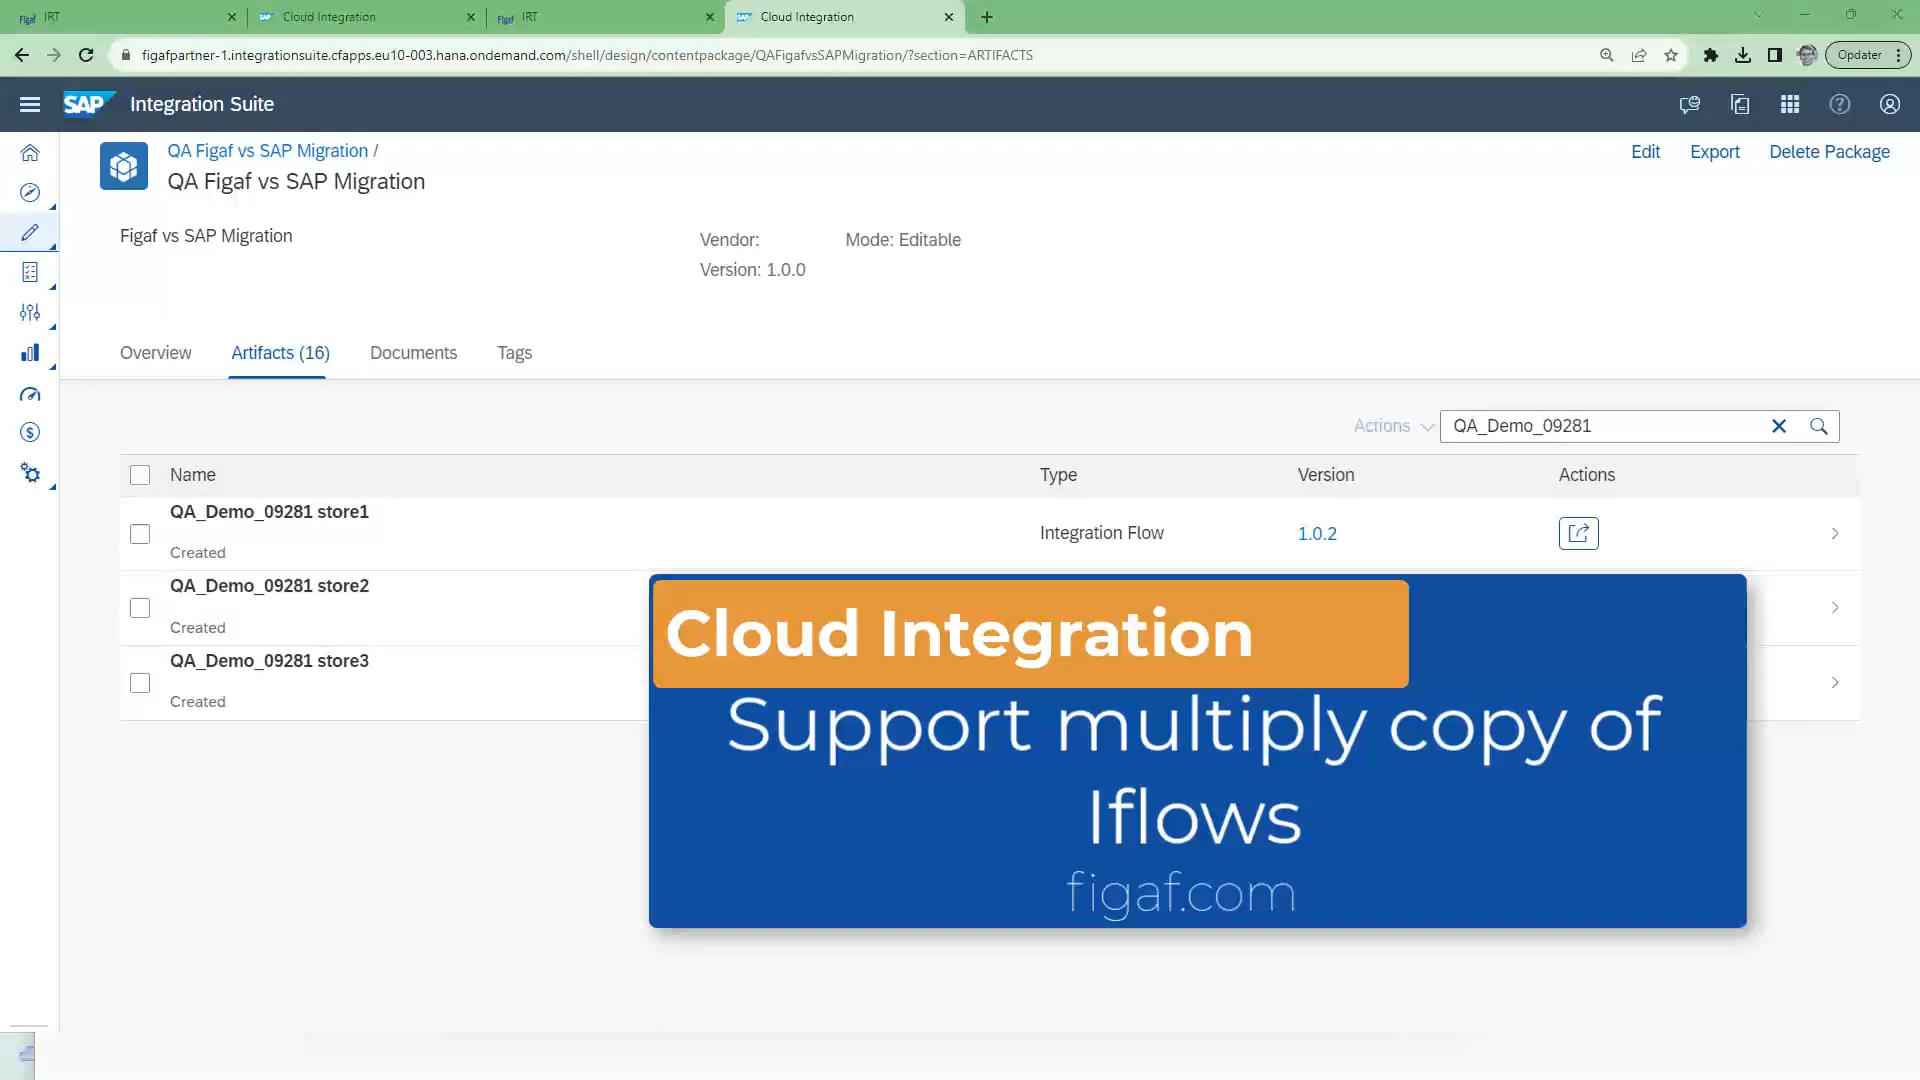 Figaf IRT
SAP Cloud Integration
Figaf IRT
SAP Cloud Integration
figafpartner-1.integrationsuite.cfapps.eu10-003.hana.ondemand.com/shell/design/contentpackage/QAFigafvsSAPMigration/?section=ARTIFACTS
Opdater
SAP Integration Suite
QA Figaf vs SAP Migration /
Edit Export Delete Package
QA Figaf vs SAP Migration
Figaf vs SAP Migration
Vendor: Mode: Editable
Version: 1.0.0
Overview Artifacts (16) Documents Tags
Actions QA_Demo_09281
Name Type Version Actions
QA_Demo_09281 store1
Integration Flow 1.0.2
Created
QA_Demo_09281 store2
Created
QA_Demo_09281 store3
Created
Cloud Integration
Support multiply copy of
Iflows
figaf.com